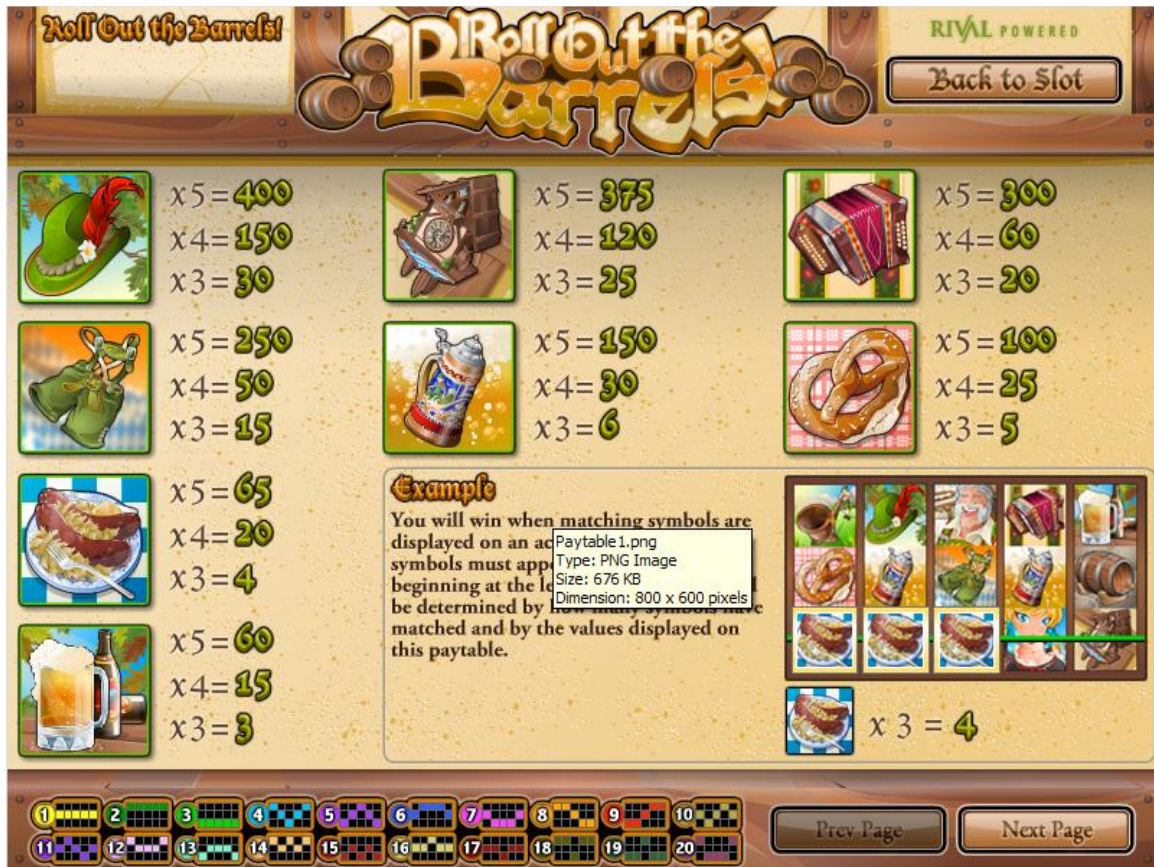 Roll Out the Barrels!
Roll Out the
Barrels!
RIVAL POWERED
Back to Slot
x5=400
x4=150
x3=30
x5=375
x4=120
x3=25
x5=300
x4=60
x3=20
x5=250
x4=50
x3=15
x5=150
x4=30
x3=6
x5=100
x4=25
x3=5
x5=65
x4=20
x3=4
x5=60
x4=15
x3=3
Example
You will win when matching symbols are
displayed on an ac
symbols must appe
beginning at the le
be determined by how many symbols have
matched and by the values displayed on
this paytable.
Paytable1.png
Type: PNG Image
Size: 676 KB
Dimension: 800 x 600 pixels
x 3 = 4
1 2 3 4 5 6 7 8 9 10
11 12 13 14 15 16 17 18 19 20
Prev Page
Next Page